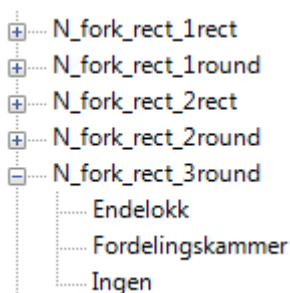 N_fork_rect_1rect
N_fork_rect_1round
N_fork_rect_2rect
N_fork_rect_2round
N_fork_rect_3round
Endelokk
Fordelingskammer
Ingen